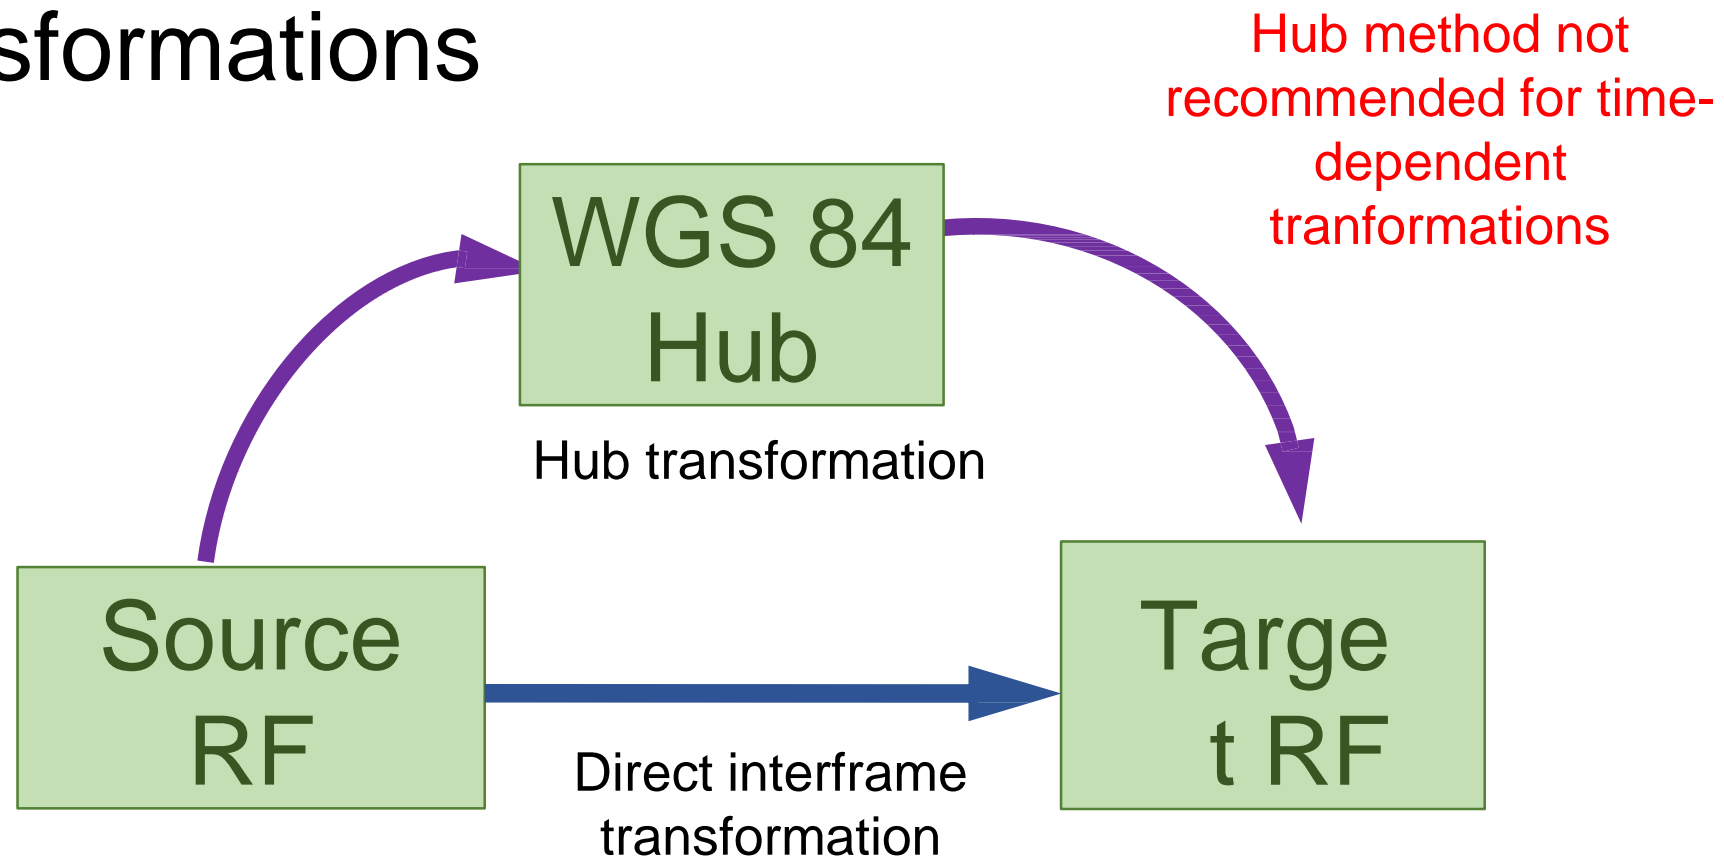 sformations
Hub method not
recommended for time-
dependent
tranformations
WGS 84
Hub
Hub transformation
Source
RF
Targe
t RF
Direct interframe
transformation